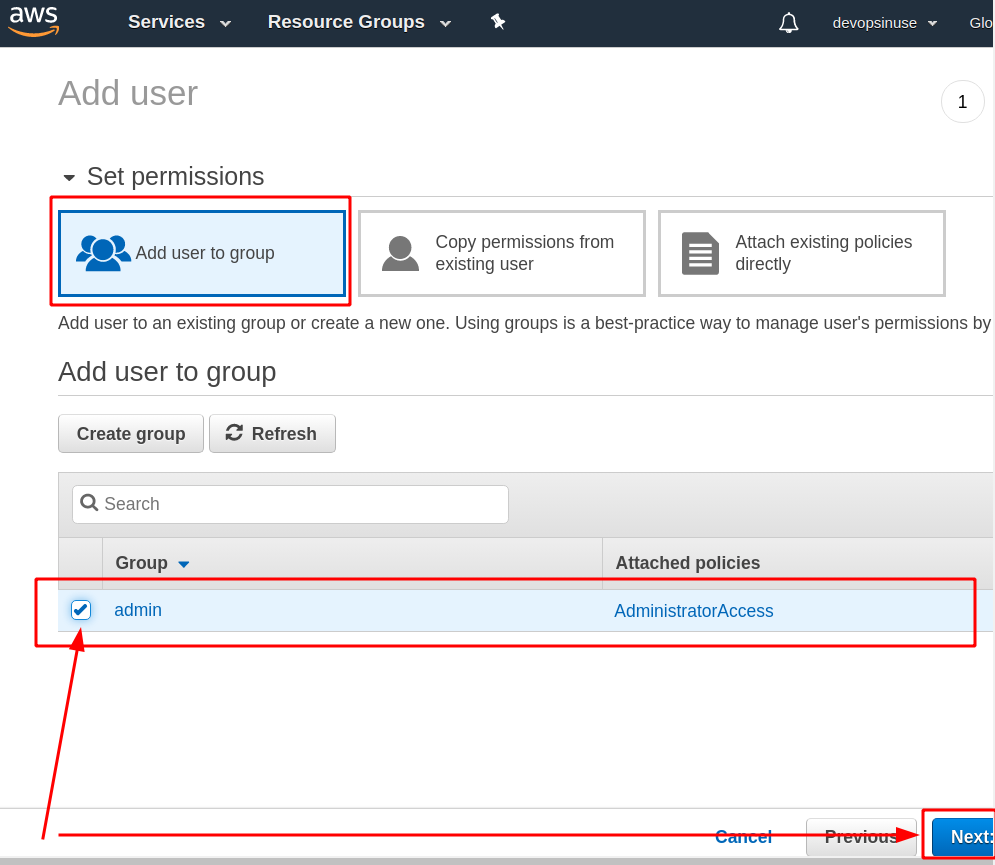 aws Services Resource Groups devopsinuse Glo
Add user
1
Set permissions
Add user to group
Copy permissions from
existing user
Attach existing policies
directly
Add user to an existing group or create a new one. Using groups is a best-practice way to manage user's permissions by
Add user to group
Create group Refresh
Search
Group Attached policies
admin AdministratorAccess
Cancel Previous Next: